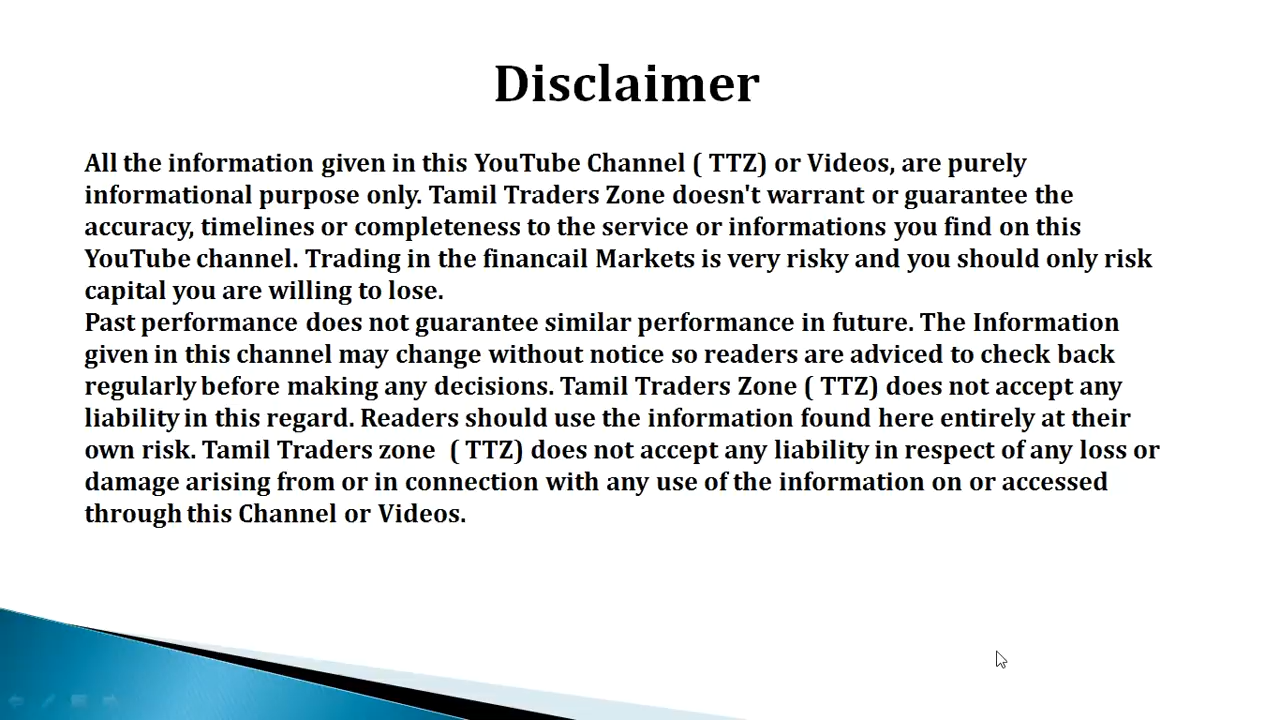 Disclaimer
All the information given in this YouTube Channel ( TTZ) or Videos, are purely
informational purpose only. Tamil Traders Zone doesn't warrant or guarantee the
accuracy, timelines or completeness to the service or informations you find on this
YouTube channel. Trading in the financail Markets is very risky and you should only risk
capital you are willing to lose.
Past performance does not guarantee similar performance in future. The Information
given in this channel may change without notice so readers are adviced to check back
regularly before making any decisions. Tamil Traders Zone ( TTZ) does not accept any
liability in this regard. Readers should use the information found here entirely at their
own risk. Tamil Traders zone  ( TTZ) does not accept any liability in respect of any loss or
damage arising from or in connection with any use of the information on or accessed
through this Channel or Videos.